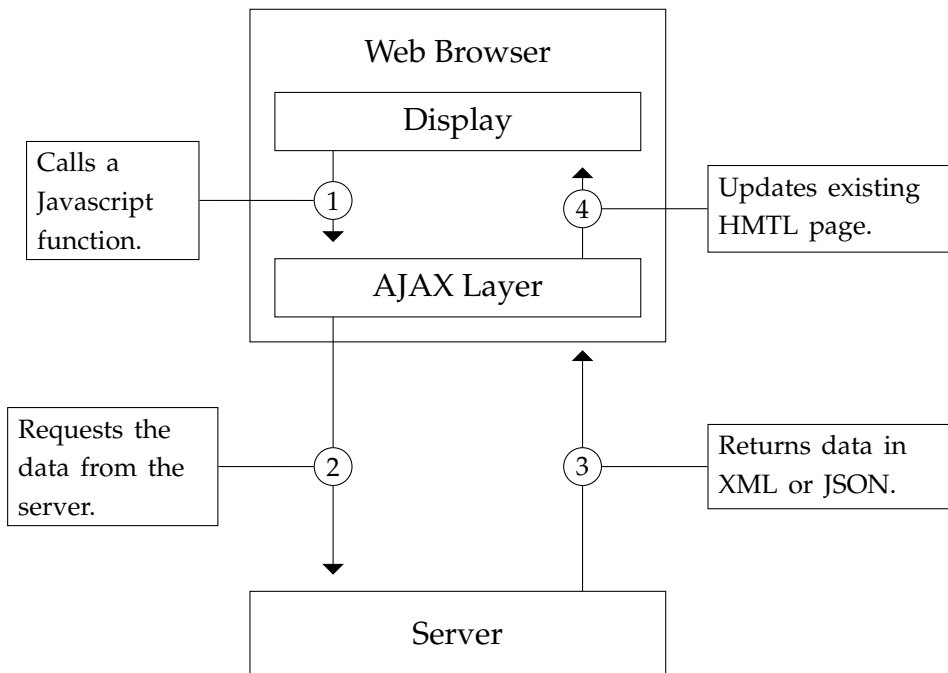 Web Browser
Display
Calls a
Javascript
function.
1
4
Updates existing
HMTL page.
AJAX Layer
Requests the
data from the
server.
2
3
Returns data in
XML or JSON.
Server